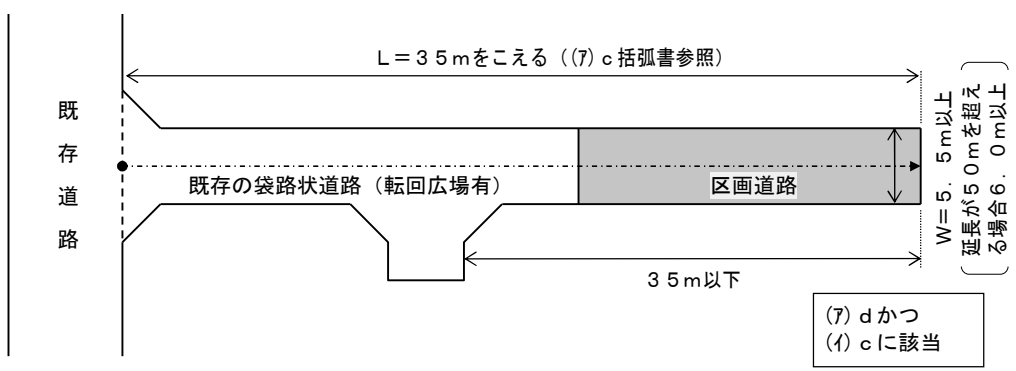 Ｌ＝３５ｍをこえる（(ｱ)ｃ括弧書参照）
既存道路
既存の袋路状道路（転回広場有）
区画道路
Ｗ＝５．５ｍ以上
延長が５０ｍを超え
る場合６．０ｍ以上
３５ｍ以下
(ｱ)ｄかつ
(ｲ)ｃに該当